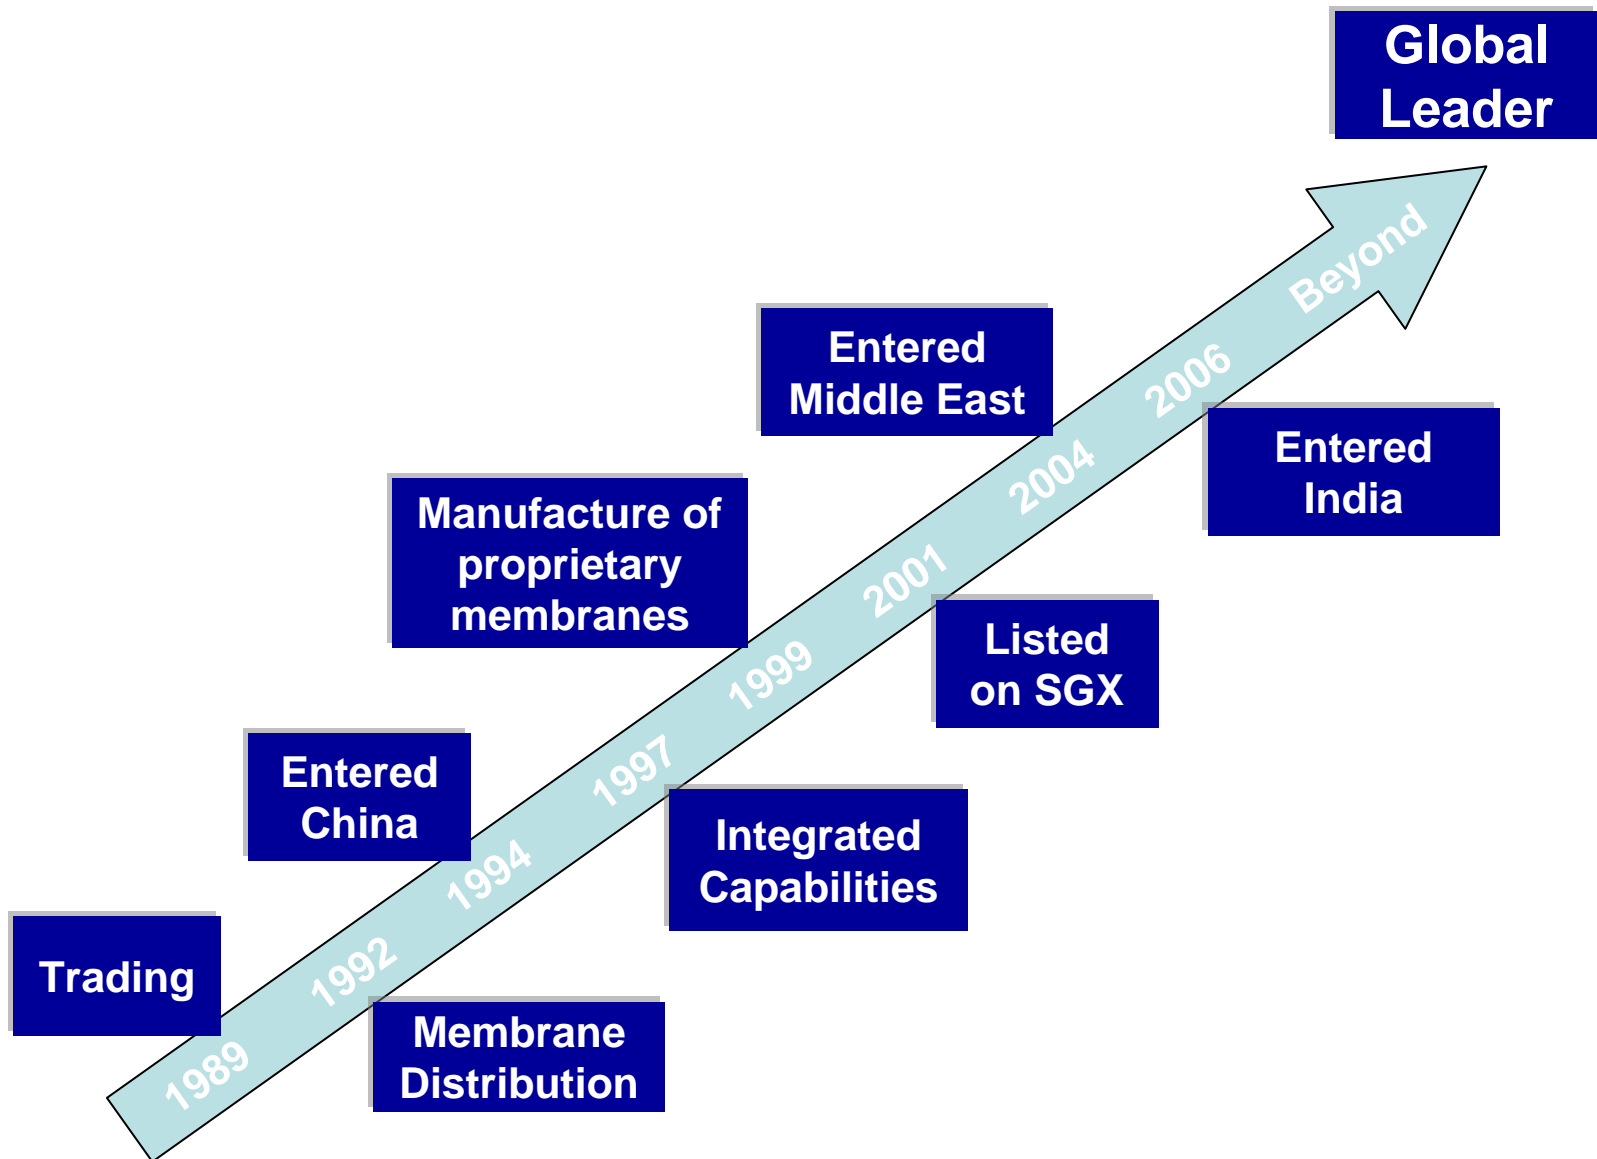 Global
Leader
Beyond
Entered
Middle East
2006
Entered
India
2004
Manufacture of
proprietary
membranes
2001
Listed
on SGX
1999
Entered
China
1997
Integrated
Capabilities
1994
Trading
1992
Membrane
Distribution
1989